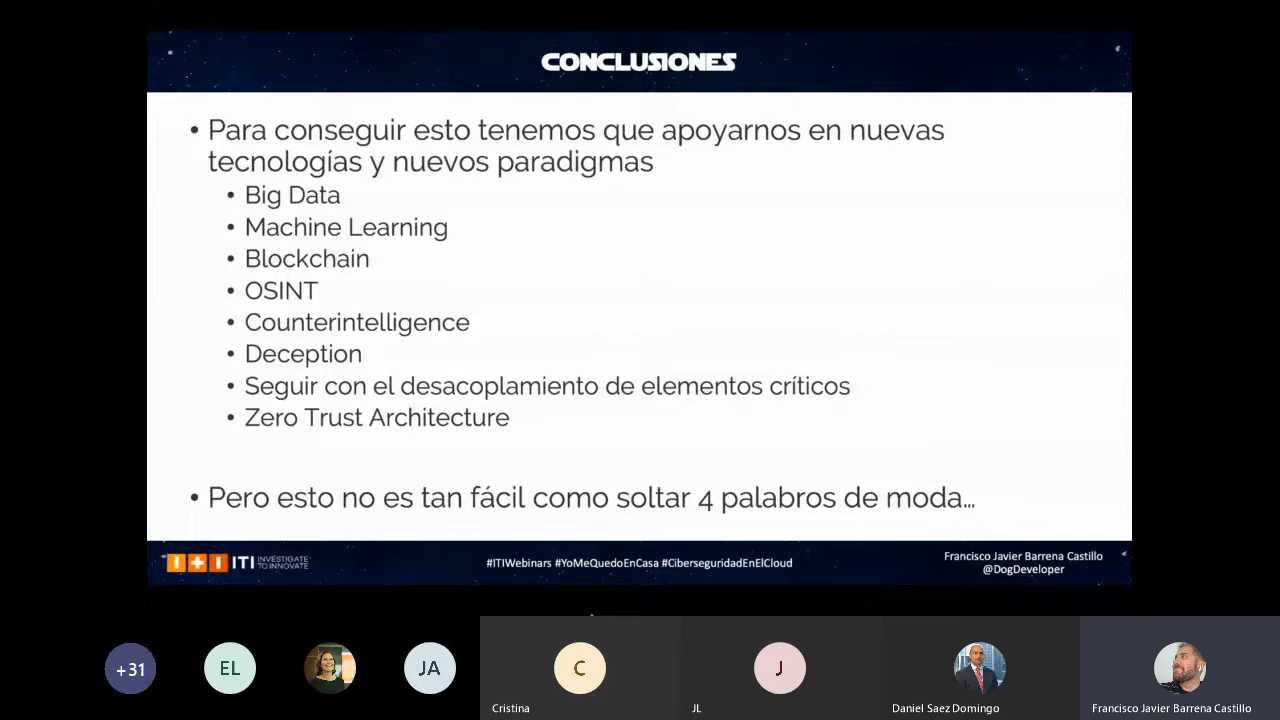 CONCLUSIONES
• Para conseguir esto tenemos que apoyarnos en nuevas
tecnologías y nuevos paradigmas
• Big Data
• Machine Learning
• Blockchain
• OSINT
• Counterintelligence
• Deception
• Seguir con el desacoplamiento de elementos críticos
• Zero Trust Architecture
• Pero esto no es tan fácil como soltar 4 palabros de moda…
I+I ITI INVESTIGATE
TO INNOVATE
#ITIWebinars #YoMeQuedoEnCasa #CiberseguridadEnElCloud
Francisco Javier Barrena Castillo
@DogDeveloper
+31
EL
JA
C
J
Cristina
JL
Daniel Saez Domingo
Francisco Javier Barrena Castillo